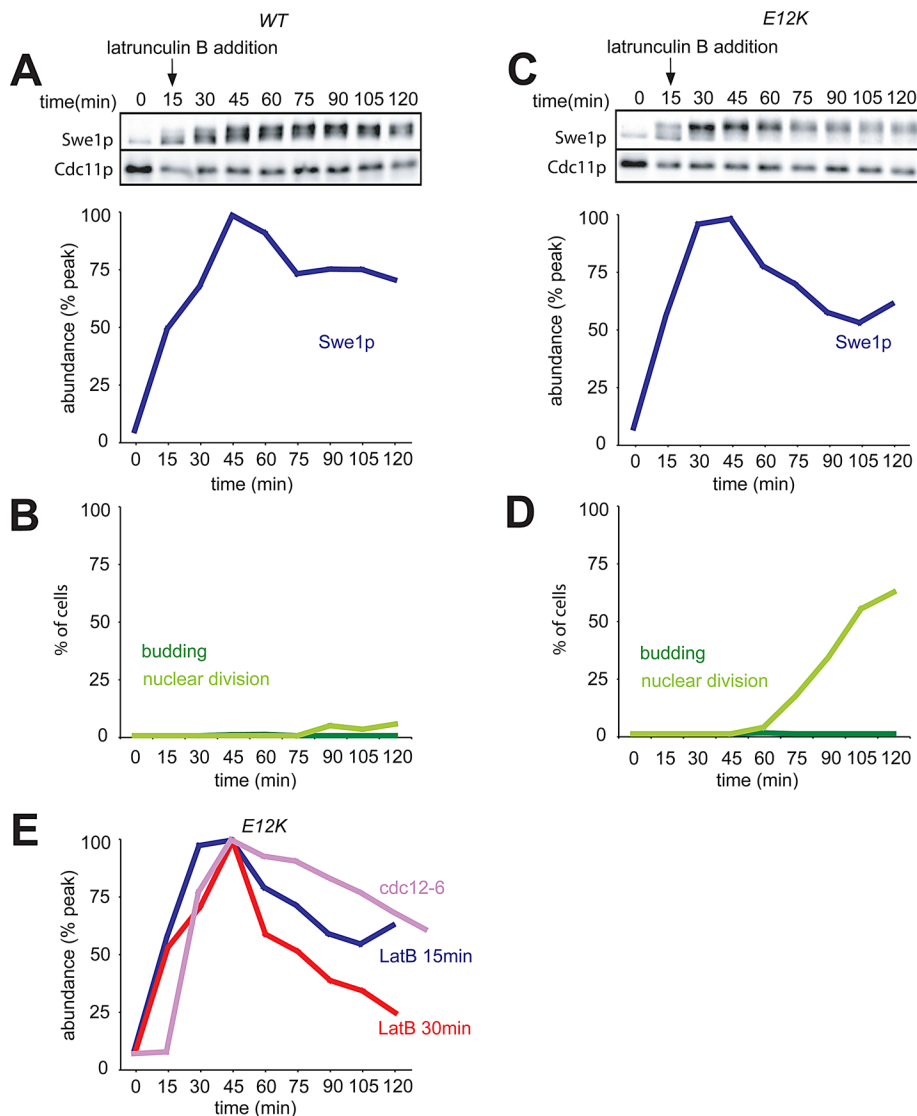 WT
latrunculin B addition
A
time(min) 0 15 30 45 60 75 90 105 120
Swe1p
Cdc11p
100
75
50
25
0
abundance (% peak)
Swe1p
0 15 30 45 60 75 90 105 120
time (min)
E12K
latrunculin B addition
C
time(min) 0 15 30 45 60 75 90 105 120
Swe1p
Cdc11p
100
75
50
25
0
abundance (% peak)
Swe1p
0 15 30 45 60 75 90 105 120
time (min)
B
100
75
50
25
0
% of cells
budding
nuclear division
0 15 30 45 60 75 90 105 120
time (min)
D
100
75
50
25
0
% of cells
budding
nuclear division
0 15 30 45 60 75 90 105 120
time (min)
E
E12K
100
75
50
25
0
abundance (% peak)
cdc12-6
LatB 15min
LatB 30min
0 15 30 45 60 75 90 105 120
time (min)